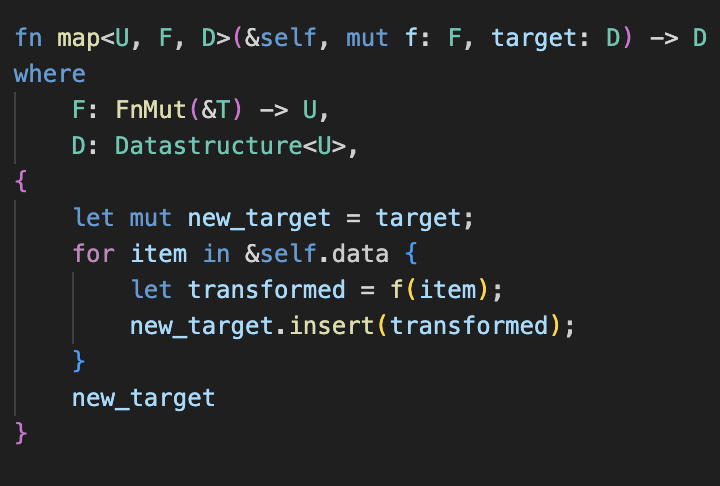 fn map<U, F, D>(&self, mut f: F, target: D) -> D
where
    F: FnMut(&T) -> U,
    D: Datastructure<U>,
{
    let mut new_target = target;
    for item in &self.data {
        let transformed = f(item);
        new_target.insert(transformed);
    }
    new_target
}